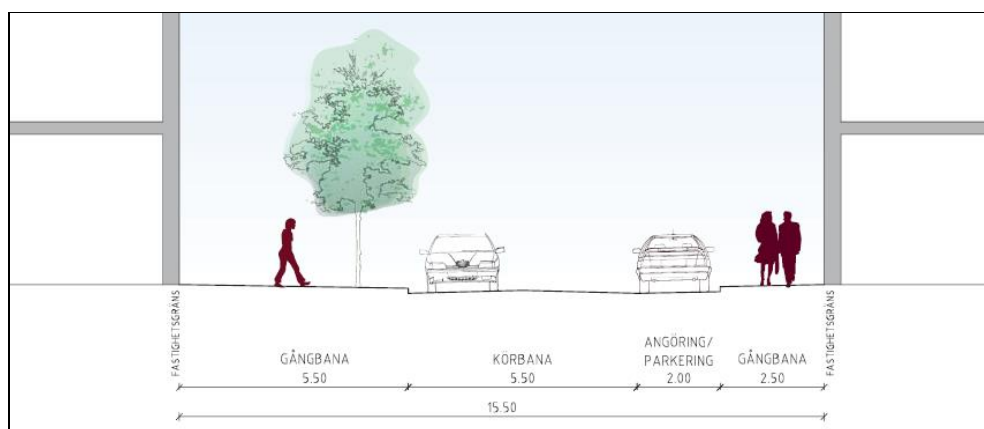 FASTIGHETSGRÄNS
GÅNGBANA
5.50
KÖRBANA
5.50
ANGÖRING/
PARKERING
2.00
GÅNGBANA
2.50
FASTIGHETSGRÄNS
15.50